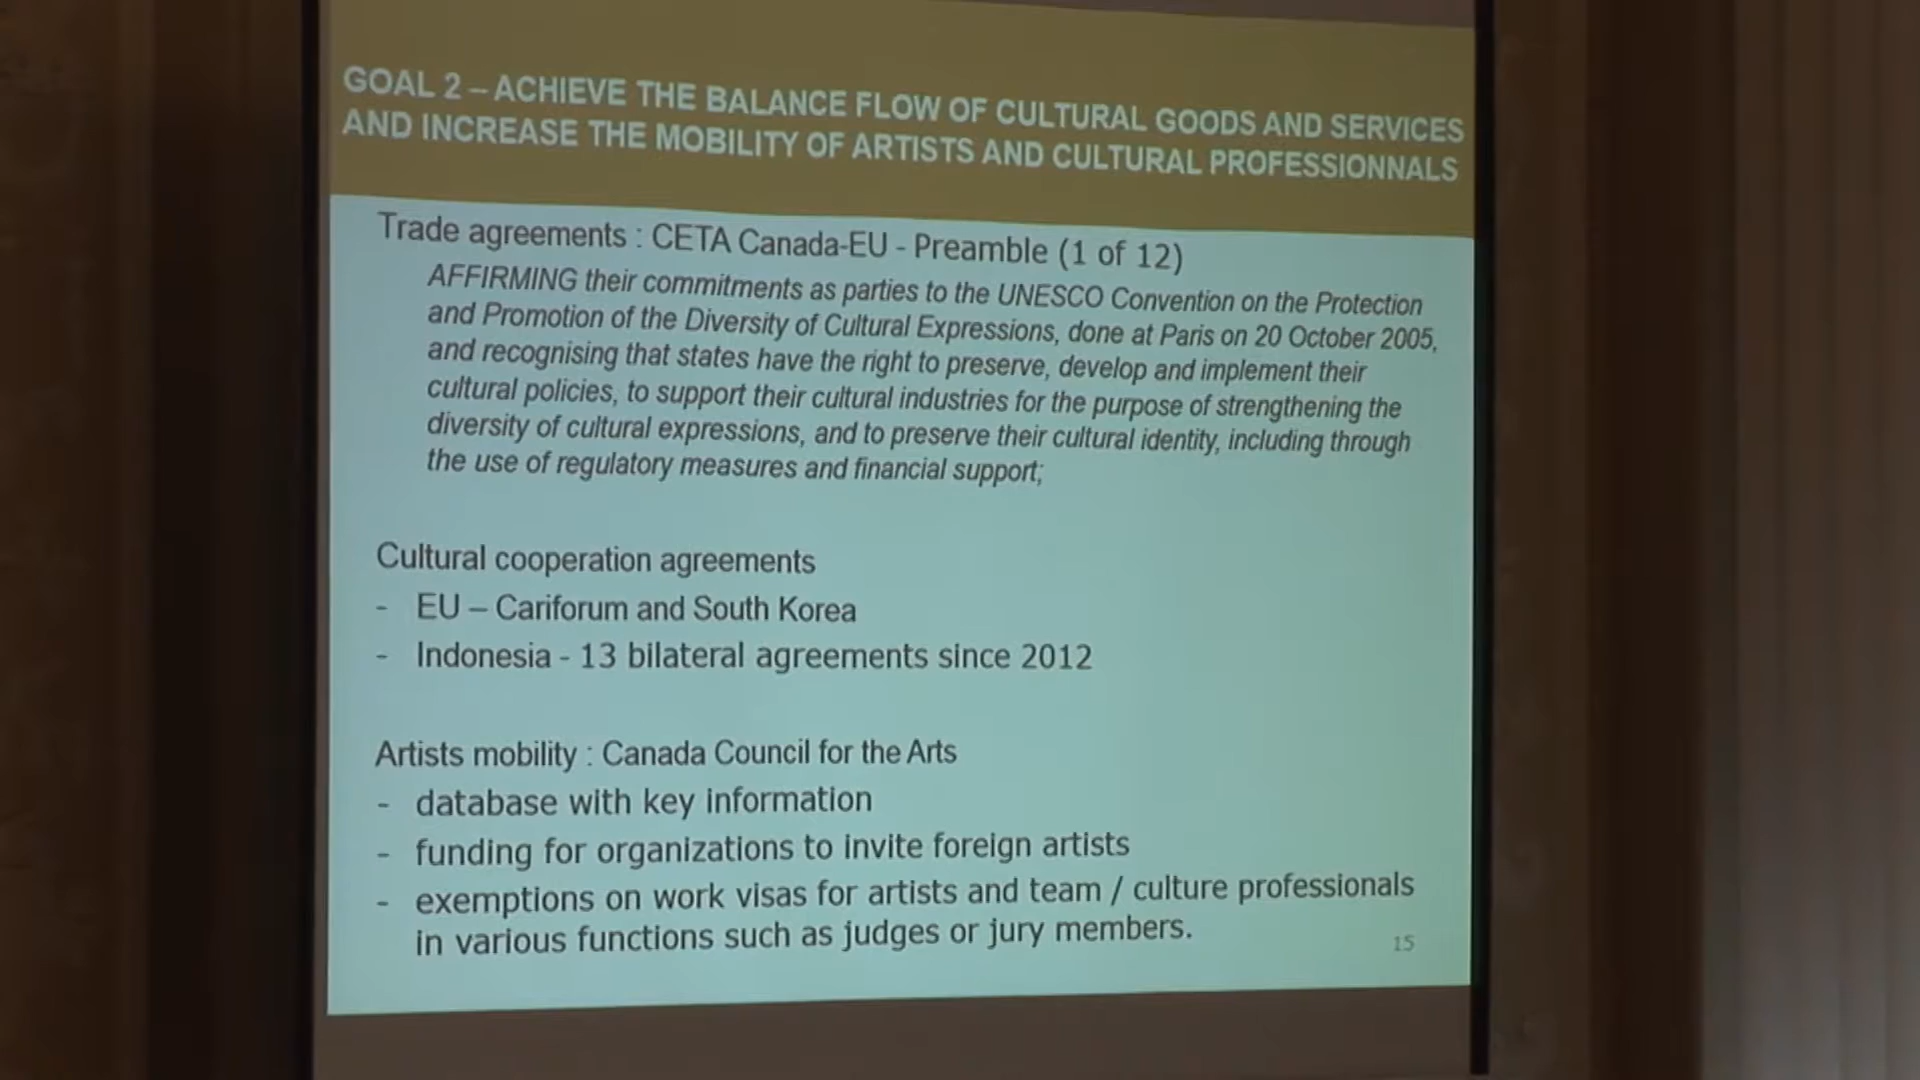 GOAL 2 – ACHIEVE THE BALANCE FLOW OF CULTURAL GOODS AND SERVICES
AND INCREASE THE MOBILITY OF ARTISTS AND CULTURAL PROFESSIONNALS
Trade agreements : CETA Canada-EU - Preamble (1 of 12)
AFFIRMING their commitments as parties to the UNESCO Convention on the Protection
and Promotion of the Diversity of Cultural Expressions, done at Paris on 20 October 2005,
and recognising that states have the right to preserve, develop and implement their
cultural policies, to support their cultural industries for the purpose of strengthening the
diversity of cultural expressions, and to preserve their cultural identity, including through
the use of regulatory measures and financial support;
Cultural cooperation agreements
- EU – Cariforum and South Korea
- Indonesia - 13 bilateral agreements since 2012
Artists mobility : Canada Council for the Arts
- database with key information
- funding for organizations to invite foreign artists
- exemptions on work visas for artists and team / culture professionals
in various functions such as judges or jury members.
15